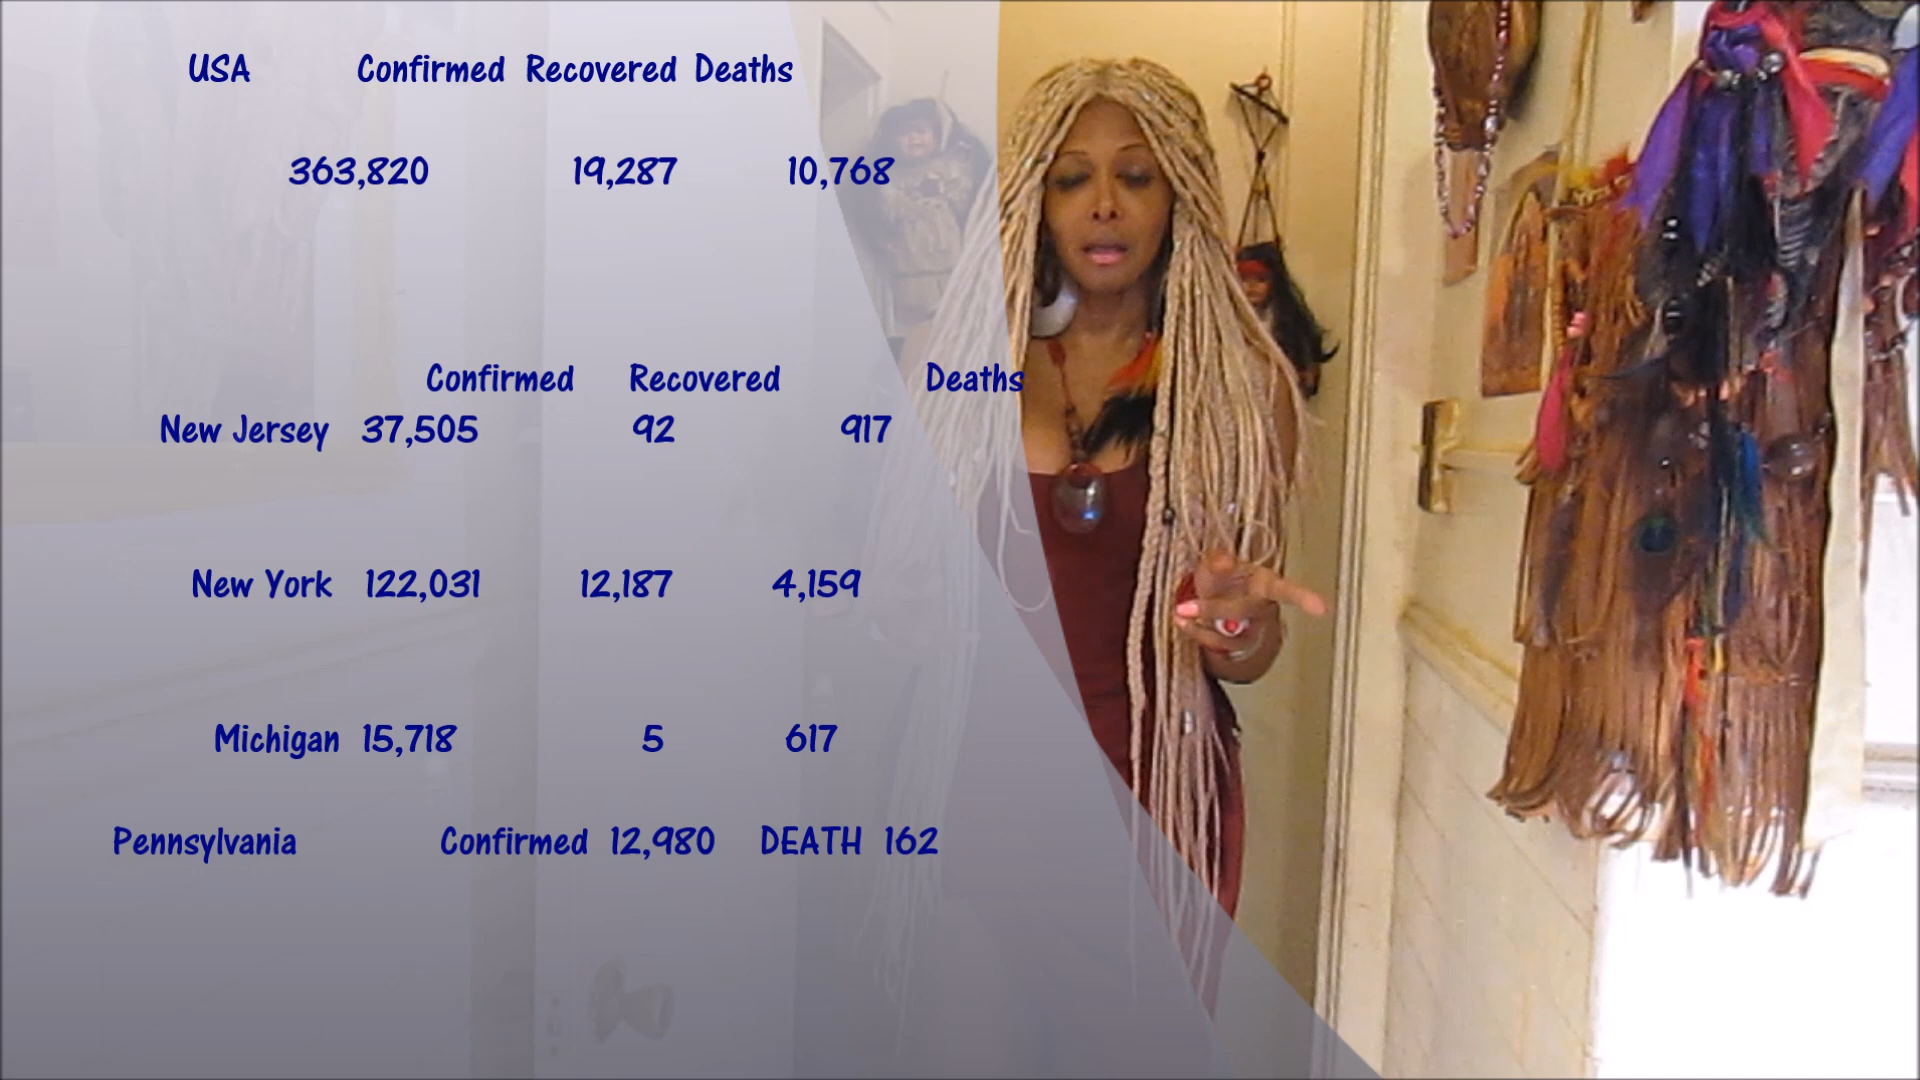 USA Confirmed Recovered Deaths
363,820 19,287 10,768
Confirmed Recovered Deaths
New Jersey 37,505 92 917
New York 122,031 12,187 4,159
Michigan 15,718 5 617
Pennsylvania Confirmed 12,980 DEATH 162